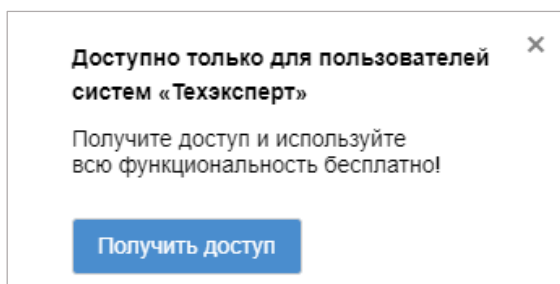 Доступно только для пользователей
систем «Техэксперт»
Получите доступ и используйте
всю функциональность бесплатно!
Получить доступ